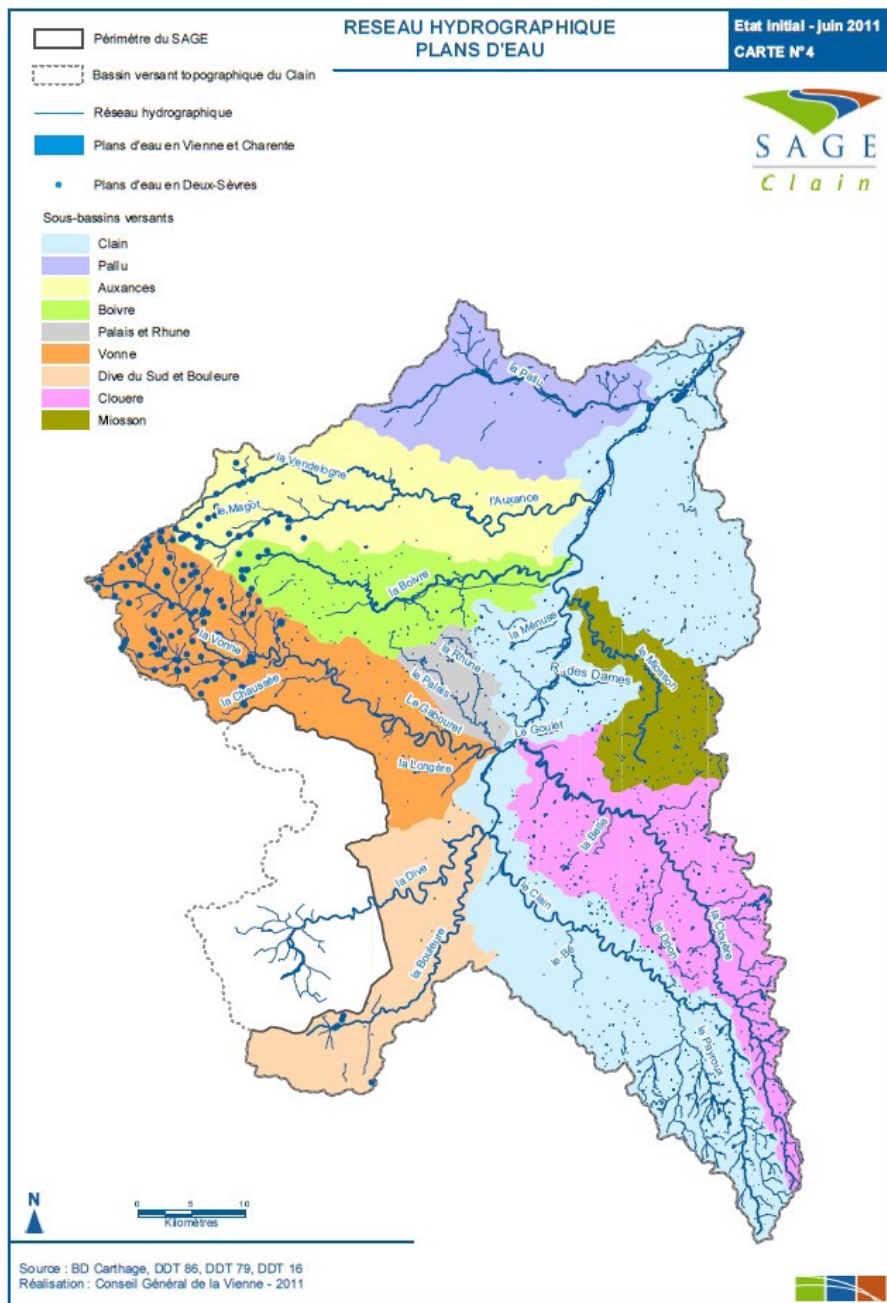 RESEAU HYDROGRAPHIQUE
PLANS D'EAU
Etat initial - juin 2011
CARTE N°4
SAGE
Clain
Périmètre du SAGE
Bassin versant topographique du Clain
Réseau hydrographique
Plans d'eau en Vienne et Charente
Plans d'eau en Deux-Sèvres
Sous-bassins versants
Clain
Pallu
Auxances
Boivre
Palais et Rhune
Vonne
Dive du Sud et Bouleure
Clouere
Miosson
la Pallu
la Vendelogne
l'Auxance
le Magot
la Boivre
la Ménuse
la Rhune
le Miosson
la Vonne
le Palais
R. des Dames
la Chaussée
Le Gabouret
Le Goulet
la Longère
la Belle
la Dive
le Clain
la Clouère
le Drion
le Bé
la Bouleure
le Payroux
N
0 5 10
Kilomètres
Source : BD Carthage, DDT 86, DDT 79, DDT 16
Réalisation : Conseil Général de la Vienne - 2011